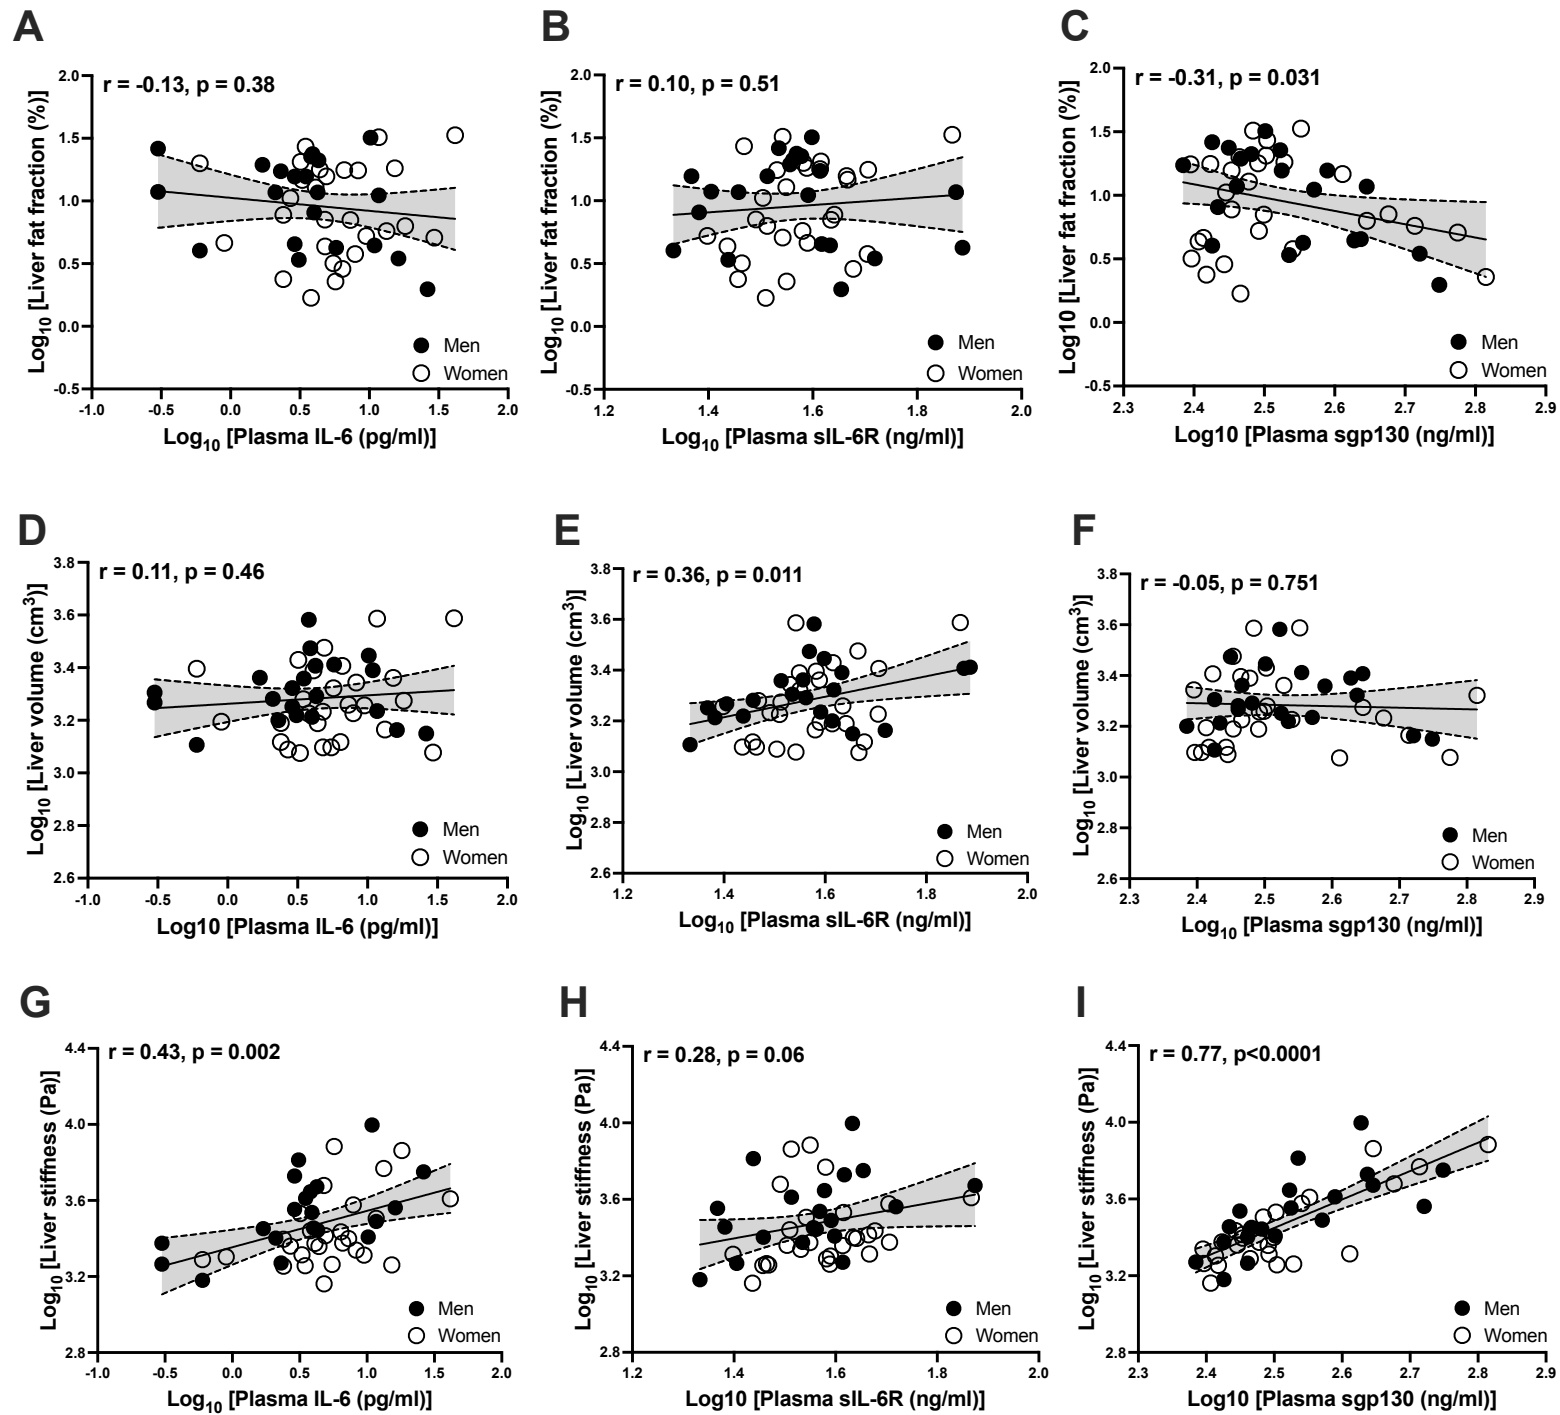 A
r = -0.13, p = 0.38
Log10 [Liver fat fraction (%)]
2.0
1.5
1.0
0.5
0.0
-0.5
-1.0 -0.5 0.0 0.5 1.0 1.5 2.0
Log10 [Plasma IL-6 (pg/ml)]
Men
Women
B
r = 0.10, p = 0.51
Log10 [Liver fat fraction (%)]
2.0
1.5
1.0
0.5
0.0
-0.5
1.2 1.4 1.6 1.8 2.0
Log10 [Plasma sIL-6R (ng/ml)]
Men
Women
C
r = -0.31, p = 0.031
Log10 [Liver fat fraction (%)]
2.0
1.5
1.0
0.5
0.0
-0.5
2.3 2.4 2.5 2.6 2.7 2.8 2.9
Log10 [Plasma sgp130 (ng/ml)]
Men
Women
D
r = 0.11, p = 0.46
Log10 [Liver volume (cm3)]
3.8
3.6
3.4
3.2
3.0
2.8
2.6
-1.0 -0.5 0.0 0.5 1.0 1.5 2.0
Log10 [Plasma IL-6 (pg/ml)]
Men
Women
E
r = 0.36, p = 0.011
Log10 [Liver volume (cm3)]
3.8
3.6
3.4
3.2
3.0
2.8
2.6
1.2 1.4 1.6 1.8 2.0
Log10 [Plasma sIL-6R (ng/ml)]
Men
Women
F
r = -0.05, p = 0.751
Log10 [Liver volume (cm3)]
3.8
3.6
3.4
3.2
3.0
2.8
2.6
2.3 2.4 2.5 2.6 2.7 2.8 2.9
Log10 [Plasma sgp130 (ng/ml)]
Men
Women
G
r = 0.43, p = 0.002
Log10 [Liver stiffness (Pa)]
4.4
4.0
3.6
3.2
2.8
-1.0 -0.5 0.0 0.5 1.0 1.5 2.0
Log10 [Plasma IL-6 (pg/ml)]
Men
Women
H
r = 0.28, p = 0.06
Log10 [Liver stiffness (Pa)]
4.4
4.0
3.6
3.2
2.8
1.2 1.4 1.6 1.8 2.0
Log10 [Plasma sIL-6R (ng/ml)]
Men
Women
I
r = 0.77, p<0.0001
Log10 [Liver stiffness (Pa)]
4.4
4.0
3.6
3.2
2.8
2.3 2.4 2.5 2.6 2.7 2.8 2.9
Log10 [Plasma sgp130 (ng/ml)]
Men
Women